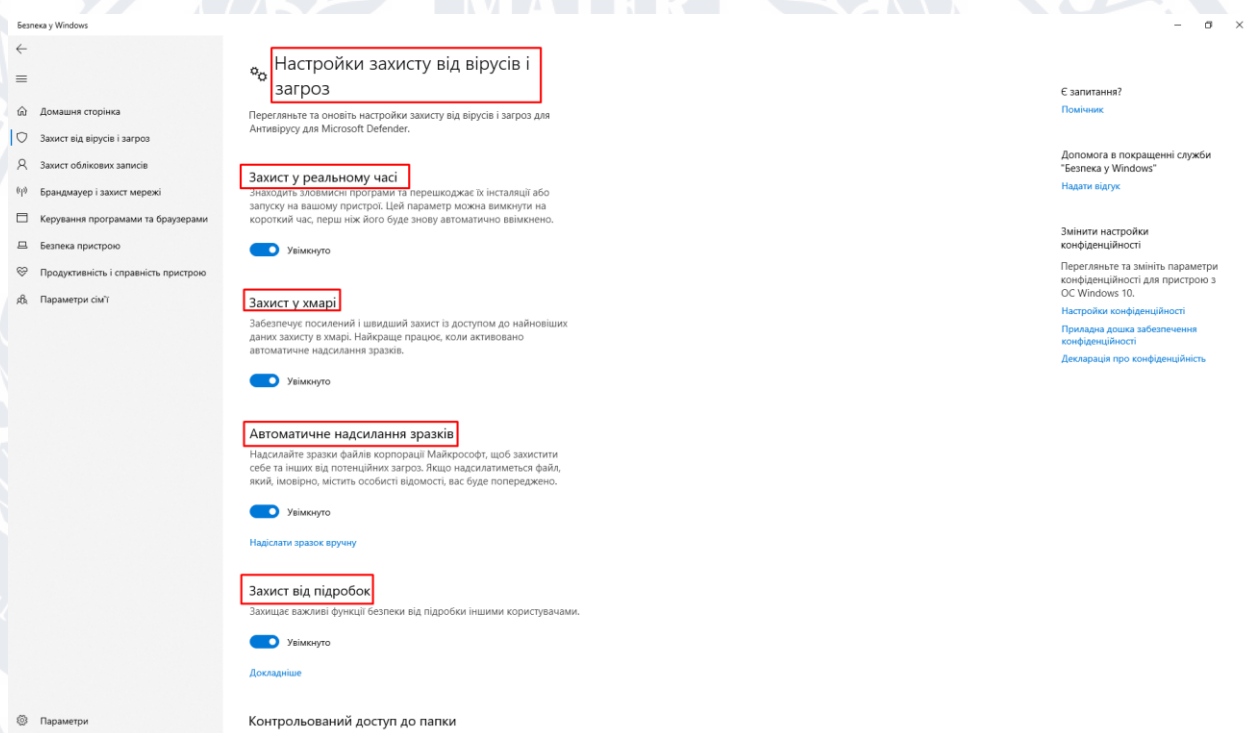 Безпека у Windows
Домашня сторінка
Захист від вірусів і загроз
Захист облікових записів
Брандмауер і захист мережі
Керування програмами та браузерами
Безпека пристрою
Продуктивність і справність пристрою
Параметри сім'ї
Параметри
Настройки захисту від вірусів і
загроз
Перегляньте та оновіть настройки захисту від вірусів і загроз для
Антивірусу для Microsoft Defender.
Захист у реальному часі
Знаходить зловмисні програми та перешкоджає їх інсталяції або
запуску на вашому пристрої. Цей параметр можна вимкнути на
короткий час, перш ніж його буде знову автоматично ввімкнено.
Увімкнуто
Захист у хмарі
Забезпечує посилений і швидший захист із доступом до найновіших
даних захисту в хмарі. Найкраще працює, коли активовано
автоматичне надсилання зразків.
Увімкнуто
Автоматичне надсилання зразків
Надсилайте зразки файлів корпорації Майкрософт, щоб захистити
себе та інших від потенційних загроз. Якщо надсилатиметься файл,
який, імовірно, містить особисті відомості, вас буде попереджено.
Увімкнуто
Надіслати зразок вручну
Захист від підробок
Захищає важливі функції безпеки від підробки іншими користувачами.
Увімкнуто
Докладніше
Контрольований доступ до папки
Є запитання?
Помічник
Допомога в покращенні служби
"Безпека у Windows"
Надати відгук
Змінити настройки
конфіденційності
Перегляньте та змініть параметри
конфіденційності для пристрою з
ОС Windows 10.
Настройки конфіденційності
Приладна дошка забезпечення
конфіденційності
Декларація про конфіденційність